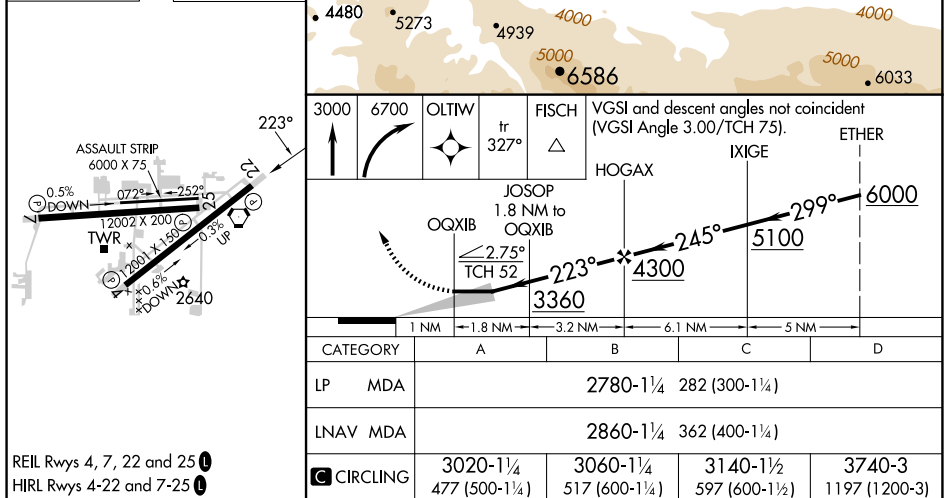 4480
5273
4939
4000
5000
6586
4000
5000
6033
3000
6700
OLTIW
tr
327°
FISCH
VGSI and descent angles not coincident
(VGSI Angle 3.00/TCH 75).
ETHER
IXIGE
HOGAX
JOSOP
1.8 NM to
OQXIB
OQXIB
2.75°
TCH 52
223°
245°
299°
6000
5100
4300
3360
1 NM
1.8 NM
3.2 NM
6.1 NM
5 NM
223°
ASSAULT STRIP
6000 X 75
0.5%
DOWN
072°
252°
P
7
25
22
12002 X 200
TWR
12001 X 150
P
P
P
0.3%
UP
4
0.6%
DOWN
2640
REIL Rwys 4, 7, 22 and 25 L
HIRL Rwys 4-22 and 7-25 L
CATEGORY A B C D
LP MDA 2780-1¼ 282 (300-1¼)
LNAV MDA 2860-1¼ 362 (400-1¼)
C CIRCLING 3020-1¼ 3060-1¼ 3140-1½ 3740-3
477 (500-1¼) 517 (600-1¼) 597 (600-1½) 1197 (1200-3)